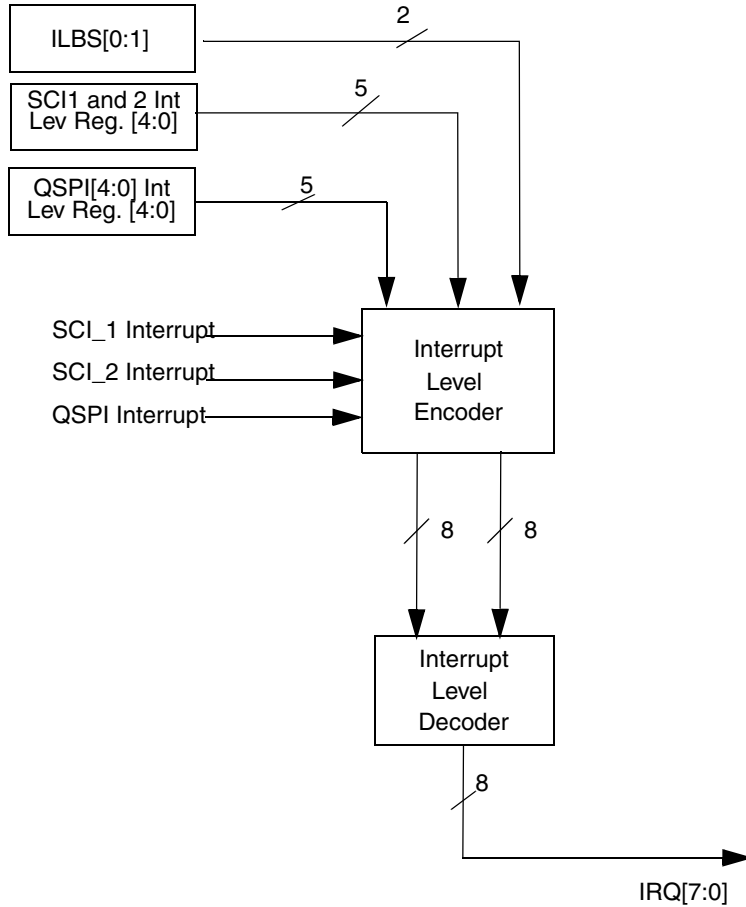 2
ILBS[0:1]
5
SCI1 and 2 Int
Lev Reg. [4:0]
QSPI[4:0] Int
Lev Reg. [4:0]
5
SCI_1 Interrupt
SCI_2 Interrupt
QSPI Interrupt
Interrupt
Level
Encoder
8
8
Interrupt
Level
Decoder
8
IRQ[7:0]